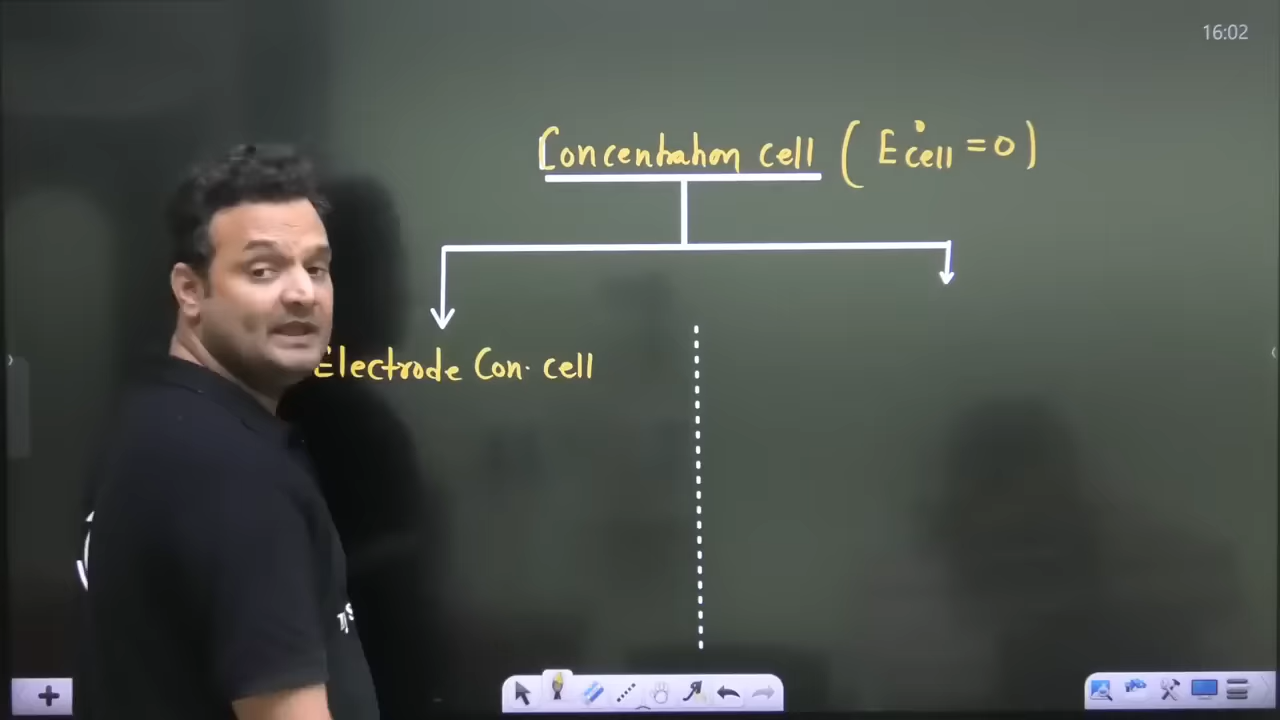 16:02
Concentration cell ( E°cell = 0 )
Electrode Con. cell